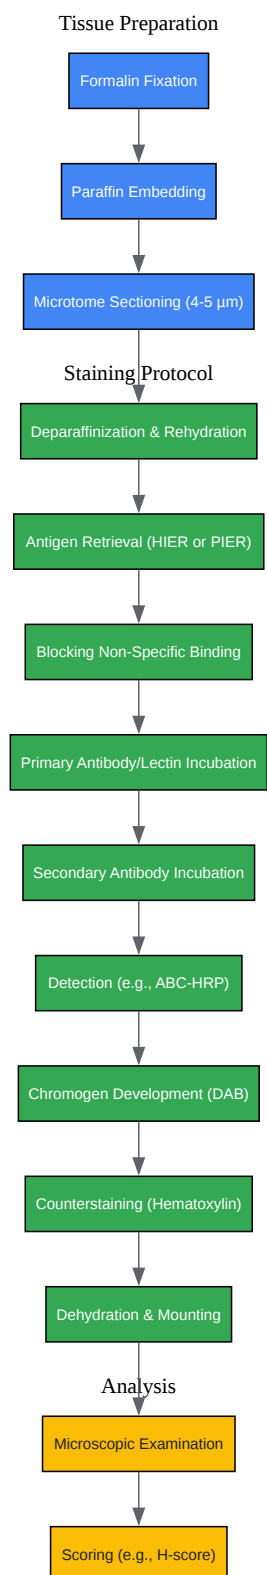 Tissue Preparation
Formalin Fixation
Paraffin Embedding
Microtome Sectioning (4-5 µm)
Staining Protocol
Deparaffinization & Rehydration
Antigen Retrieval (HIER or PIER)
Blocking Non-Specific Binding
Primary Antibody/Lectin Incubation
Secondary Antibody Incubation
Detection (e.g., ABC-HRP)
Chromogen Development (DAB)
Counterstaining (Hematoxylin)
Dehydration & Mounting
Analysis
Microscopic Examination
Scoring (e.g., H-score)